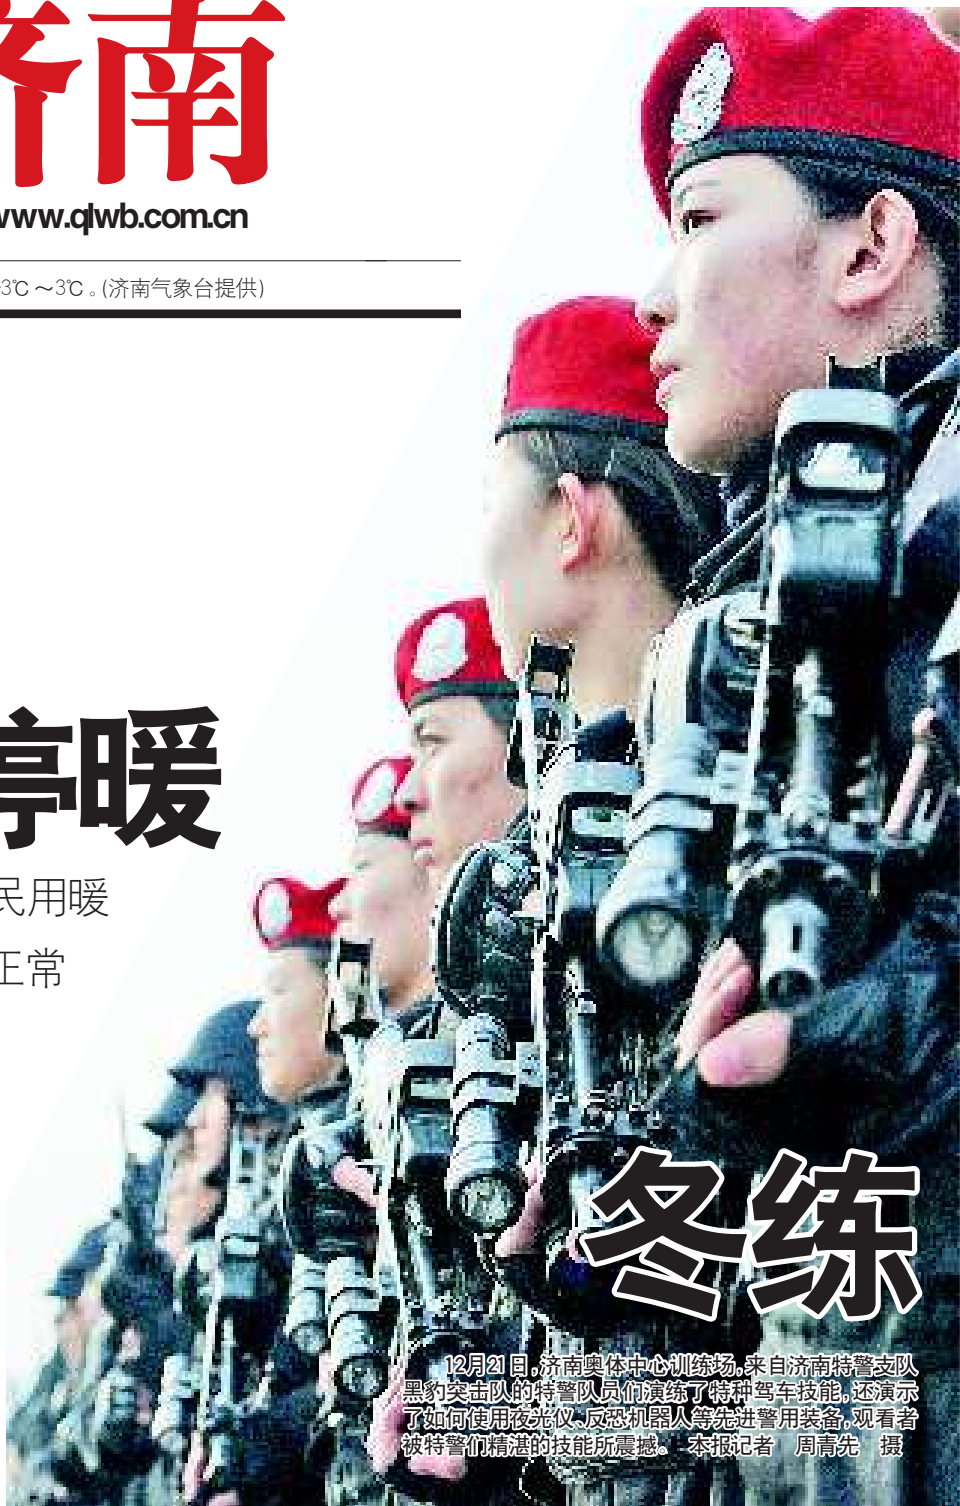 济南
www.qlwb.com.cn
3℃～3℃。(济南气象台提供)
停暖
民用暖
正常
冬练
12月21日,济南奥体中心训练场,来自济南特警支队
黑豹突击队的特警队员们演练了特种驾车技能,还演示
了如何使用夜光仪、反恐机器人等先进警用装备,观看者
被特警们精湛的技能所震撼。 本报记者 周青先 摄